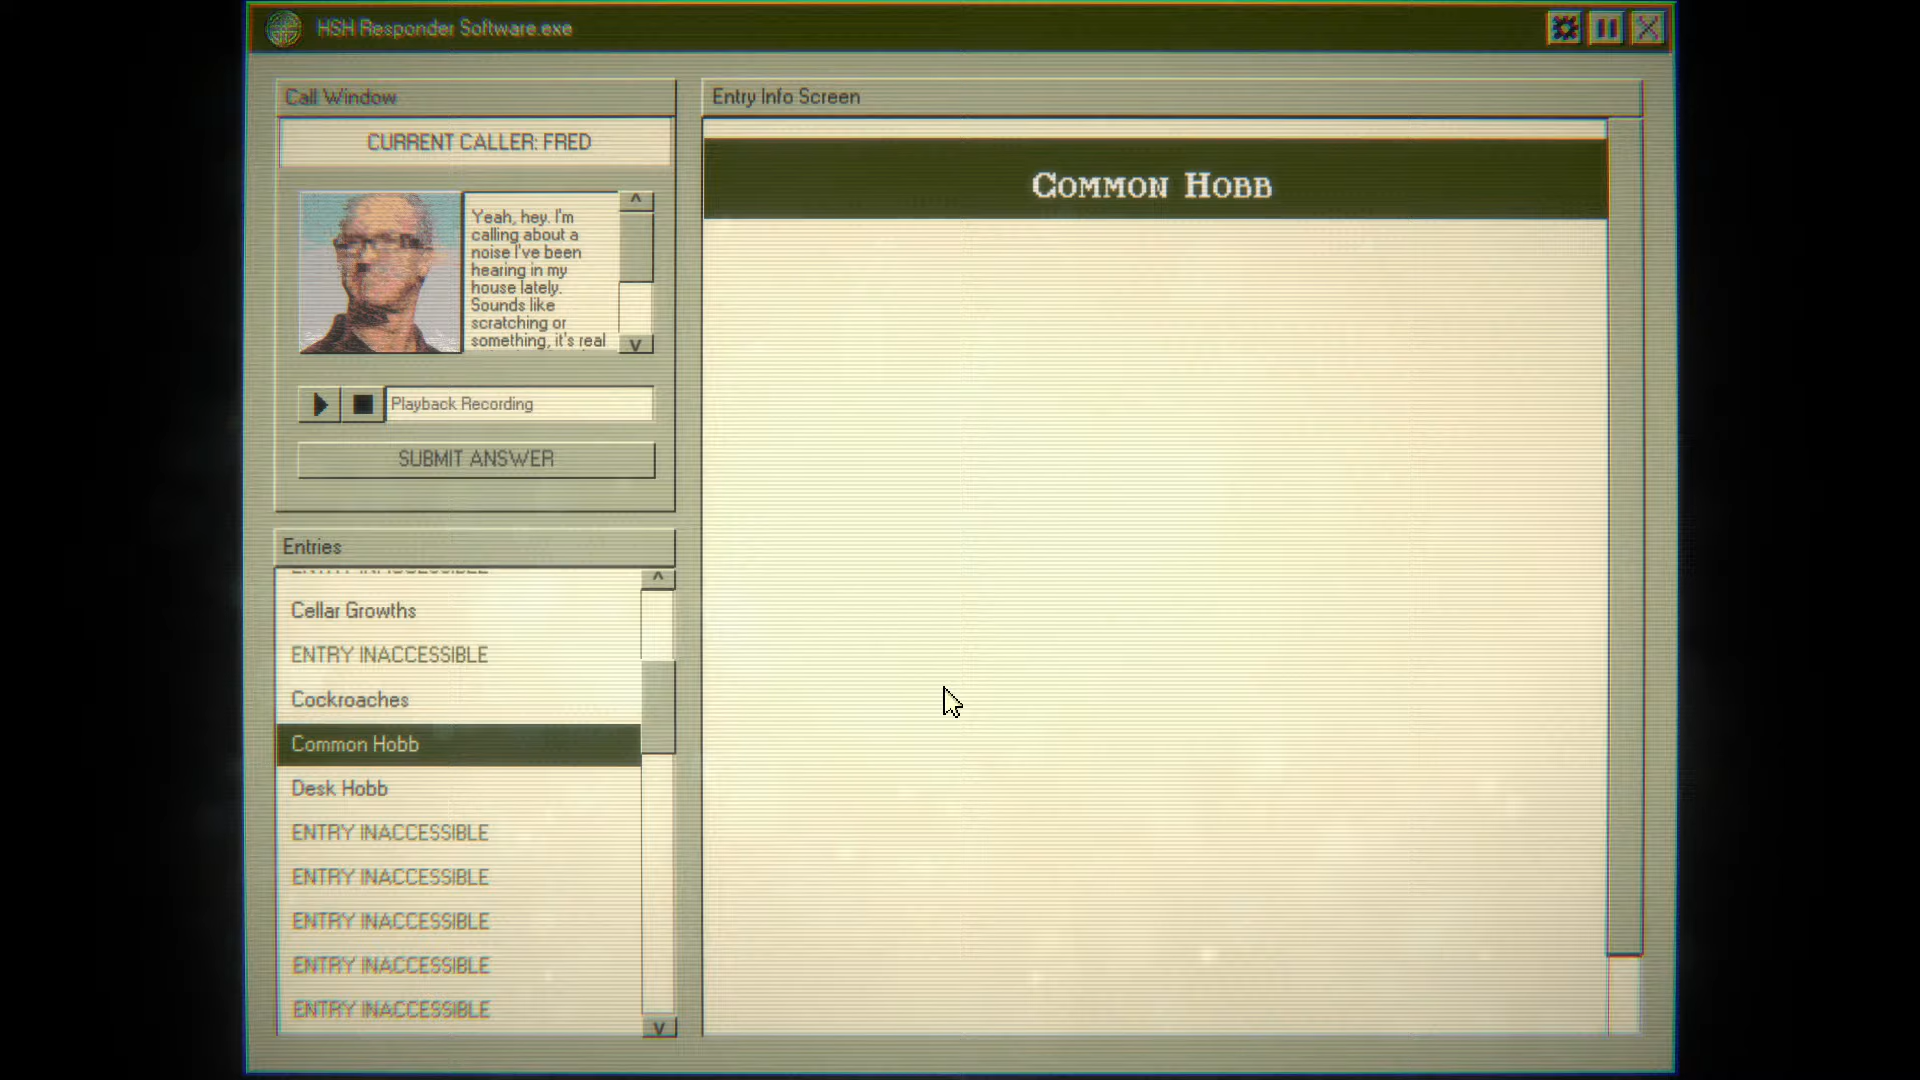 HSH Responder Software.exe
Call Window
CURRENT CALLER: FRED
Yeah, hey. I'm
calling about a
noise I've been
hearing in my
house lately.
Sounds like
scratching or
something, it's real
Playback Recording
SUBMIT ANSWER
Entries
ENTRY INACCESSIBLE
Cellar Growths
ENTRY INACCESSIBLE
Cockroaches
Common Hobb
Desk Hobb
ENTRY INACCESSIBLE
ENTRY INACCESSIBLE
ENTRY INACCESSIBLE
ENTRY INACCESSIBLE
ENTRY INACCESSIBLE
Entry Info Screen
Common Hobb